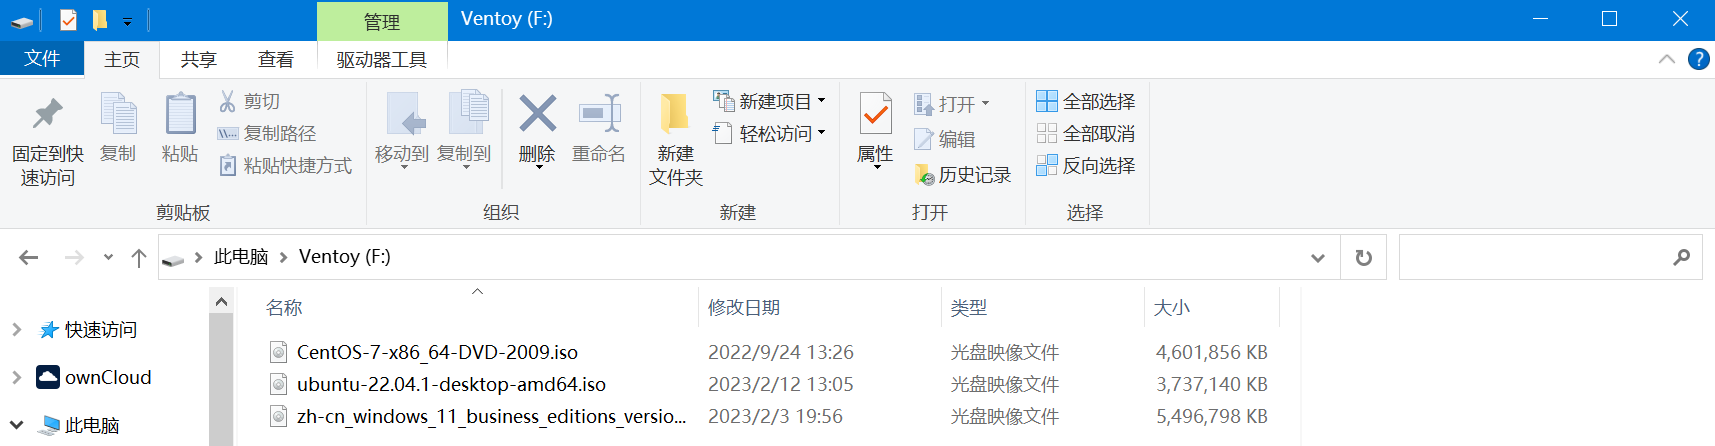 管理
Ventoy (F:)
文件 主页 共享 查看 驱动器工具
固定到快速访问
复制
粘贴
剪切
复制路径
粘贴快捷方式
剪贴板
移动到
复制到
删除
重命名
组织
新建文件夹
新建项目
轻松访问
新建
属性
打开
编辑
历史记录
打开
全部选择
全部取消
反向选择
选择
此电脑 Ventoy (F:)
名称 修改日期 类型 大小
快速访问
ownCloud
此电脑
CentOS-7-x86_64-DVD-2009.iso 2022/9/24 13:26 光盘映像文件 4,601,856 KB
ubuntu-22.04.1-desktop-amd64.iso 2023/2/12 13:05 光盘映像文件 3,737,140 KB
zh-cn_windows_11_business_editions_versio... 2023/2/3 19:56 光盘映像文件 5,496,798 KB